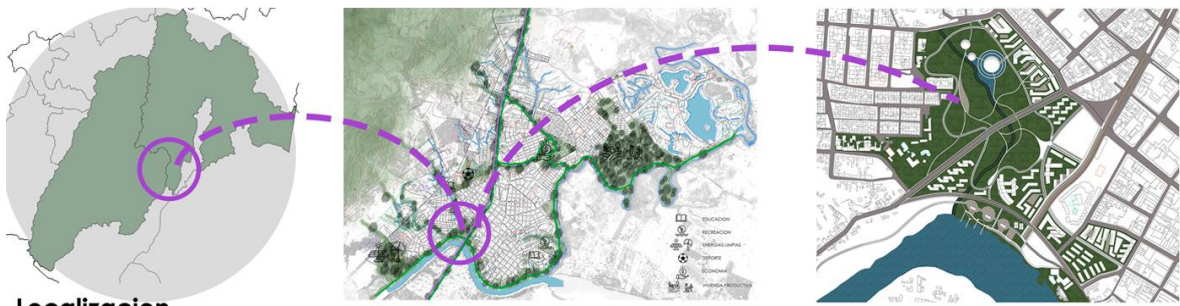 EDUCACION
RECREACION
ENERGIAS LIMPIAS
DEPORTE
ECONOMIA
VIVIENDA PRODUCTIVA
Localizacion